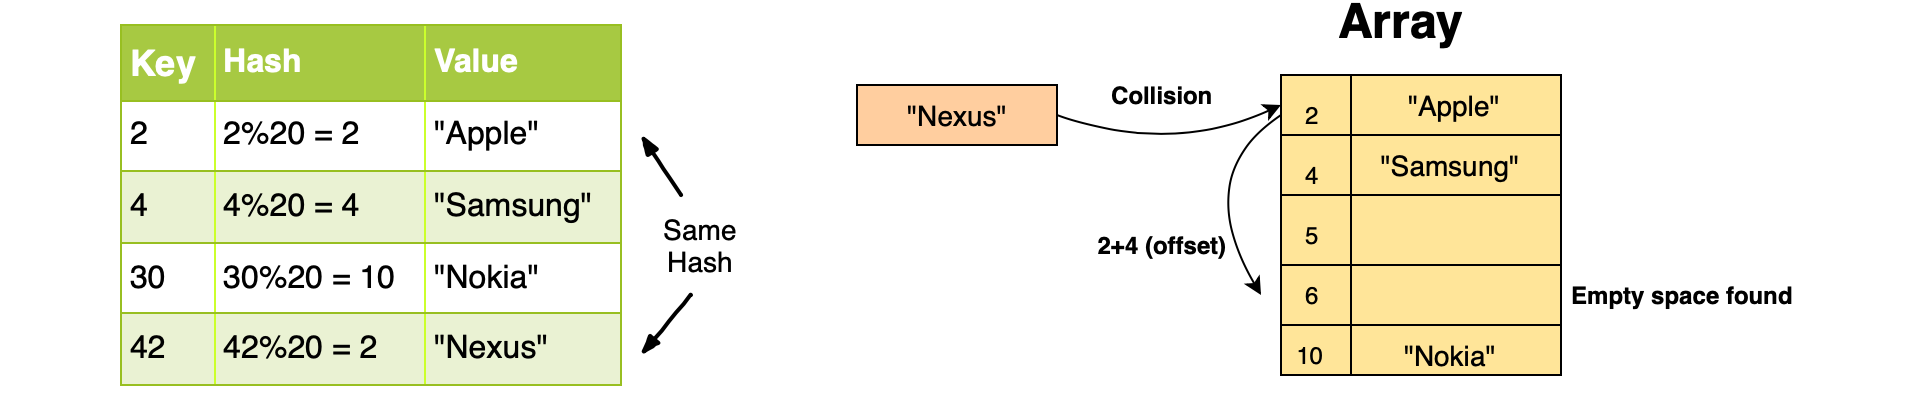 Key Hash Value
2 2%20 = 2 "Apple"
4 4%20 = 4 "Samsung"
30 30%20 = 10 "Nokia"
42 42%20 = 2 "Nexus"
Same
Hash
"Nexus"
Collision
2+4 (offset)
Array
2 "Apple"
4 "Samsung"
5
6
Empty space found
10 "Nokia"